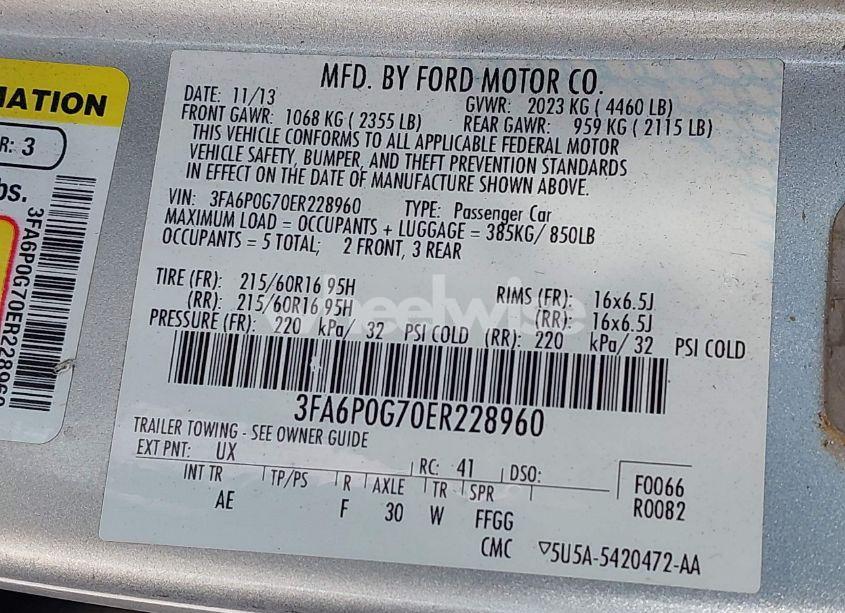 MATION
R: 3
bs.
3FA6P0G70ER228960
MFD. BY FORD MOTOR CO.
DATE: 11/13 GVWR: 2023 KG ( 4460 LB)
FRONT GAWR: 1068 KG ( 2355 LB) REAR GAWR: 959 KG ( 2115 LB)
THIS VEHICLE CONFORMS TO ALL APPLICABLE FEDERAL MOTOR
VEHICLE SAFETY, BUMPER, AND THEFT PREVENTION STANDARDS
IN EFFECT ON THE DATE OF MANUFACTURE SHOWN ABOVE.
VIN: 3FA6P0G70ER228960 TYPE: Passenger Car
MAXIMUM LOAD = OCCUPANTS + LUGGAGE = 385KG/ 850LB
OCCUPANTS = 5 TOTAL; 2 FRONT, 3 REAR
TIRE (FR): 215/60R16 95H RIMS (FR): 16x6.5J
(RR): 215/60R16 95H (RR): 16x6.5J
PRESSURE (FR): 220 kPa/ 32 PSI COLD (RR): 220 kPa/ 32 PSI COLD
wheelwise
3FA6P0G70ER228960
TRAILER TOWING - SEE OWNER GUIDE
EXT PNT: UX RC: 41 DSO:
INT TR TP/PS R AXLE TR SPR F0066
AE F 30 W FFGG R0082
CMC ▽5U5A-5420472-AA